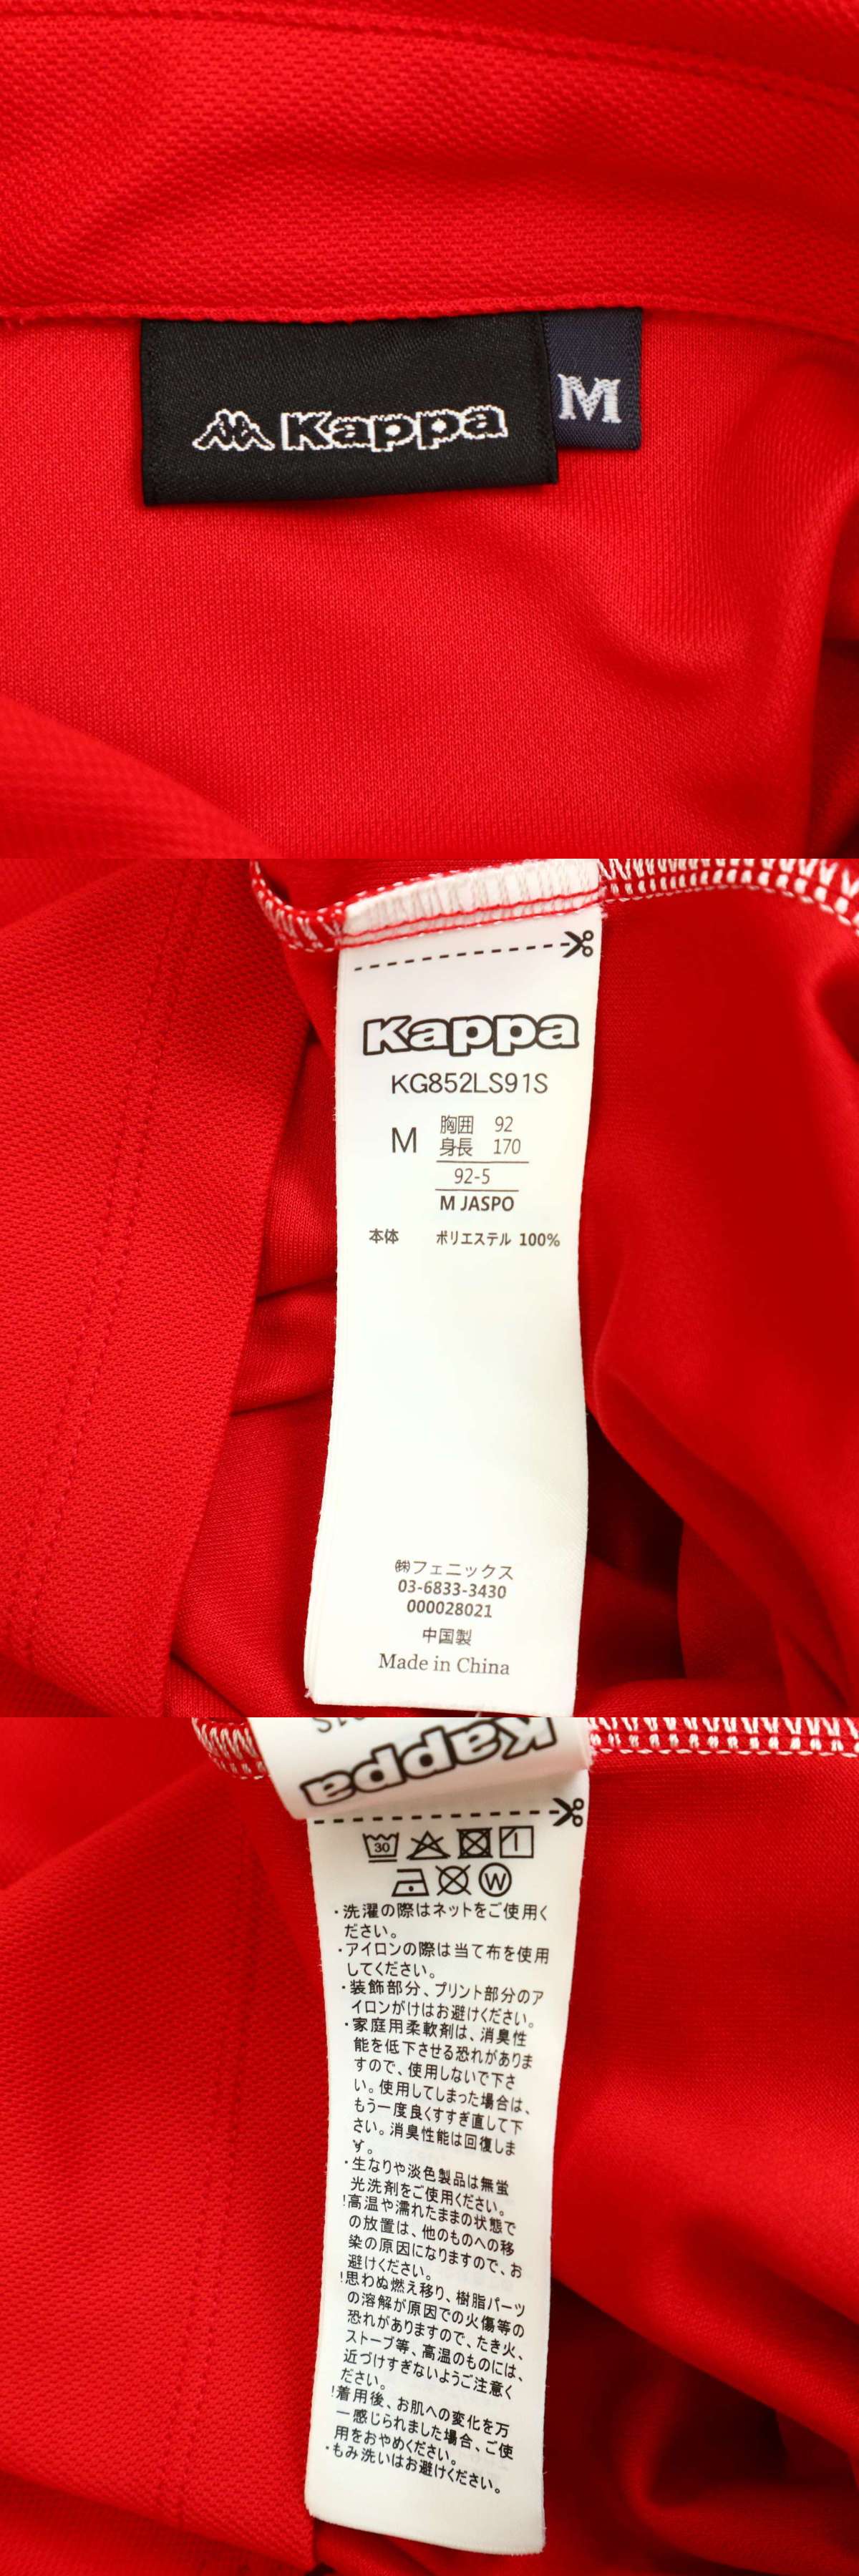 Kappa
M
Kappa
KG852LS91S
M
胸囲 92
身長 170
92-5
M JASPO
本体 ポリエステル 100%
㈱フェニックス
03-6833-3430
000028021
中国製
Made in China
Kappa
30
W
・洗濯の際はネットをご使用く
ださい。
・アイロンの際は当て布を使用
してください。
・装飾部分、プリント部分のア
イロンがけはお避けください。
・家庭用柔軟剤は、消臭性
能を低下させる恐れがありま
すので、使用しないで下さ
い。使用してしまった場合は、
もう一度良くすすぎ直して下
さい。消臭性能は回復しま
す。
・生なりや淡色製品は無蛍
光洗剤をご使用ください。
!高温や濡れたままの状態で
の放置は、他のものへの移
染の原因になりますので、お
避けください。
!思わぬ燃え移り、樹脂パーツ
の溶解が原因での火傷等の
恐れがありますので、たき火、
ストーブ等、高温のものには、
近づけすぎないようご注意く
ださい。
!着用後、お肌への変化を万
一感じられました場合、ご使
用をおやめください。
・もみ洗いはお避けください。